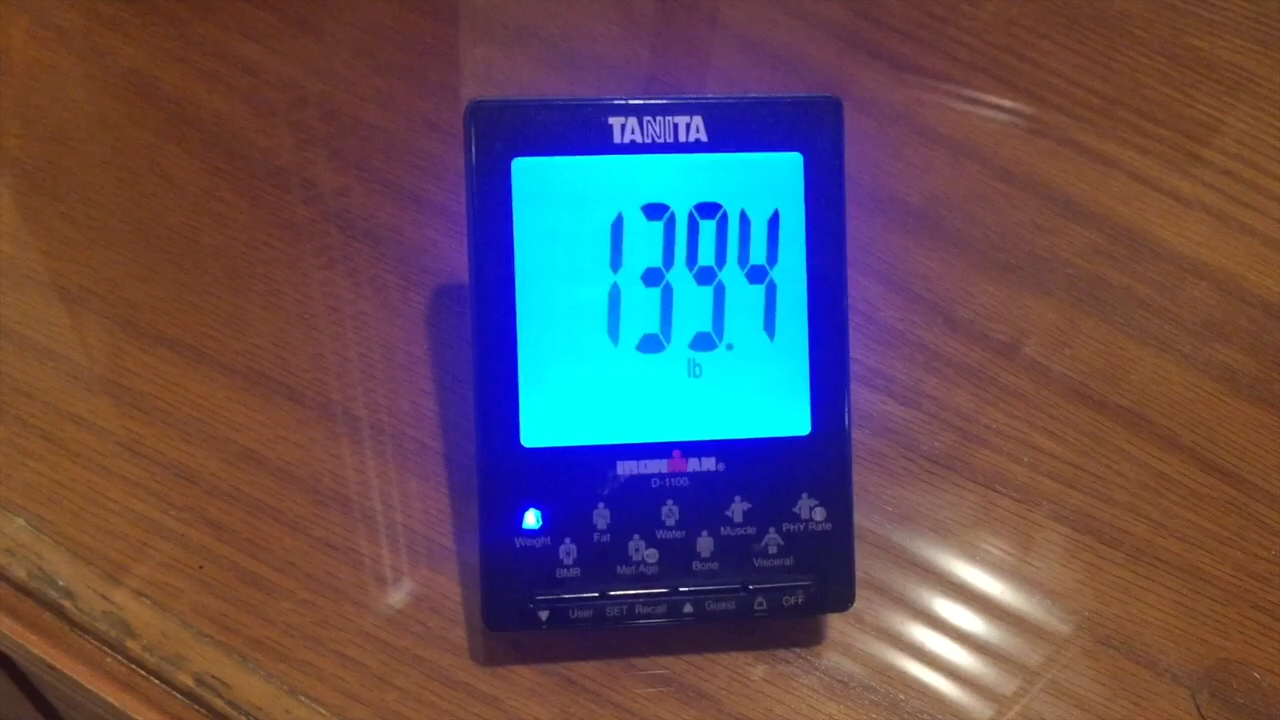 TANITA
139.4
lb
IRONMAN®
D-1100
Weight Fat Water Muscle PHY Rate
BMR Met Age Bone Visceral
▼ User SET Recall ▲ Guest OFF